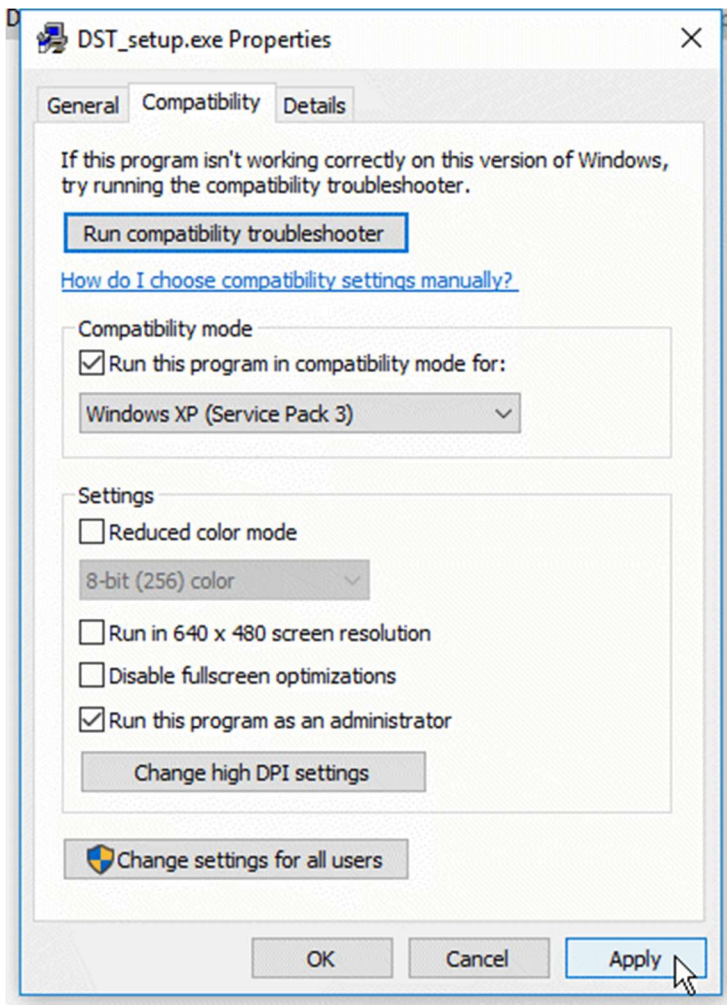 D
DST_setup.exe Properties
General Compatibility Details
If this program isn't working correctly on this version of Windows,
try running the compatibility troubleshooter.
Run compatibility troubleshooter
How do I choose compatibility settings manually?
Compatibility mode
Run this program in compatibility mode for:
Windows XP (Service Pack 3)
Settings
Reduced color mode
8-bit (256) color
Run in 640 x 480 screen resolution
Disable fullscreen optimizations
Run this program as an administrator
Change high DPI settings
Change settings for all users
OK Cancel Apply